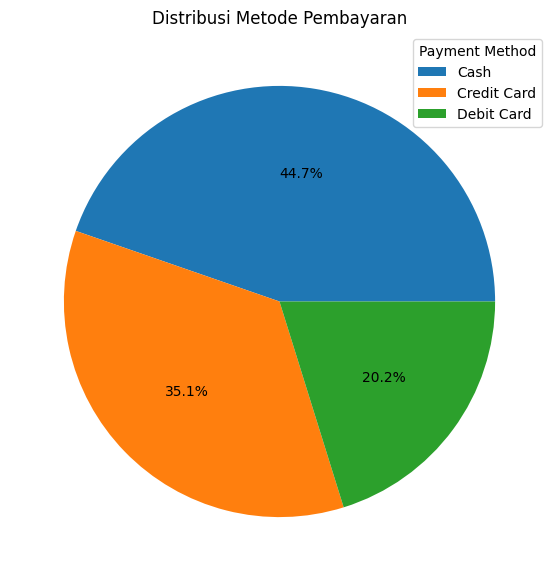 Distribusi Metode Pembayaran
Payment Method
Cash
Credit Card
Debit Card
44.7%
35.1%
20.2%